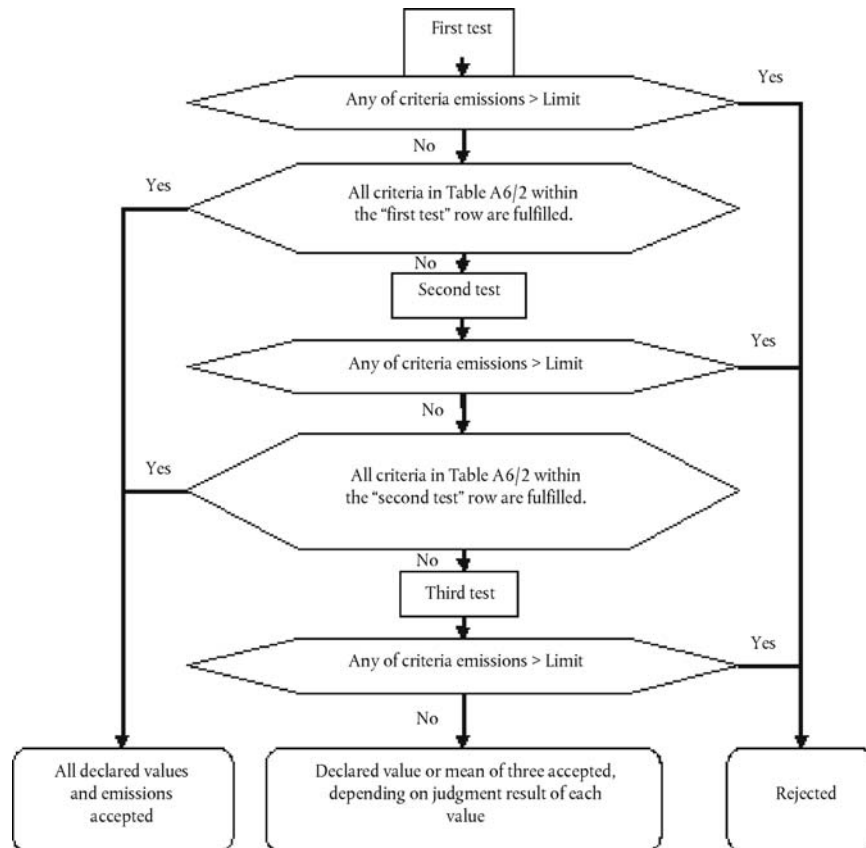 First test
Yes
Any of criteria emissions > Limit
No
Yes
All criteria in Table A6/2 within
the “first test” row are fulfilled.
No
Second test
Yes
Any of criteria emissions > Limit
No
Yes
All criteria in Table A6/2 within
the “second test” row are fulfilled.
No
Third test
Yes
Any of criteria emissions > Limit
No
All declared values
and emissions
accepted
Declared value or mean of three accepted,
depending on judgment result of each
value
Rejected